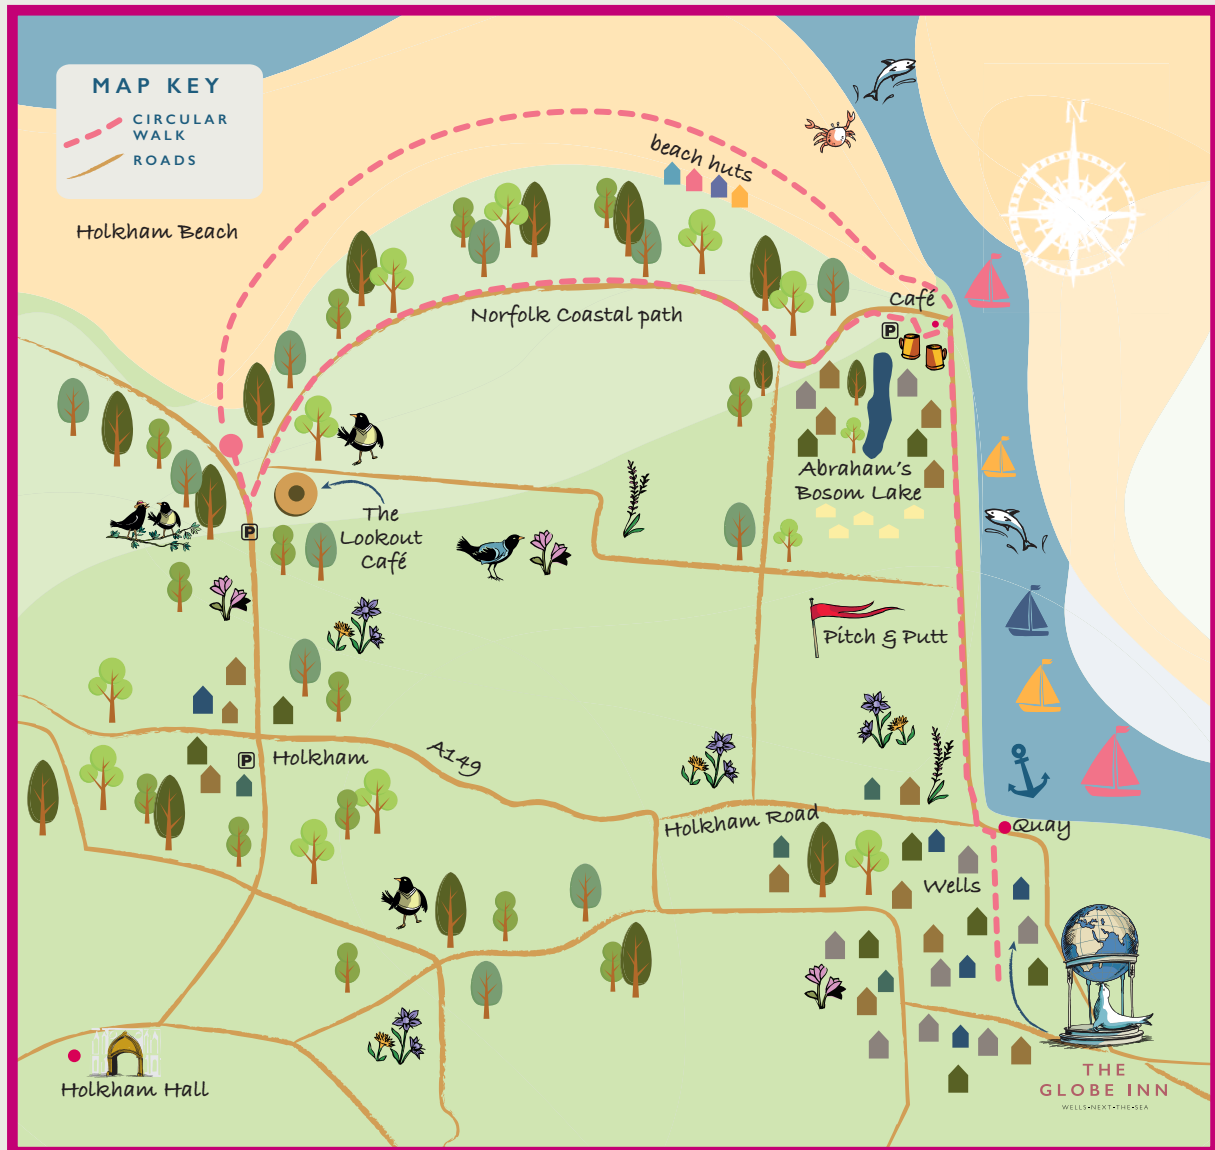 MAP KEY
CIRCULAR
WALK
ROADS
N
beach huts
Holkham Beach
Café
Norfolk Coastal path
P
Abraham's
Bosom Lake
The
Lookout
Café
P
Pitch & Putt
P
Holkham
A149
Holkham Road
Quay
Wells
Holkham Hall
THE
GLOBE INN
WELLS•NEXT•THE•SEA